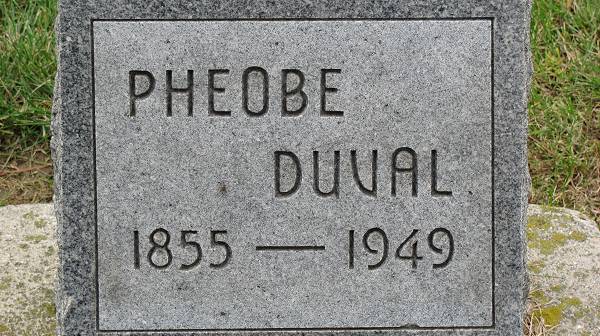 PHEOBE
DUVAL
1855 — 1949